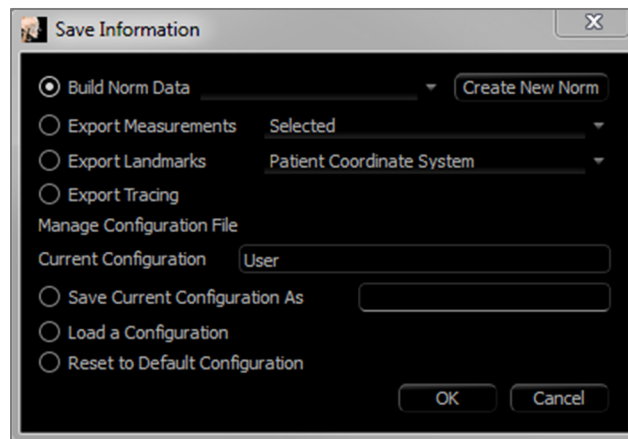 Save Information
Build Norm Data Create New Norm
Export Measurements Selected
Export Landmarks Patient Coordinate System
Export Tracing
Manage Configuration File
Current Configuration User
Save Current Configuration As
Load a Configuration
Reset to Default Configuration
OK Cancel